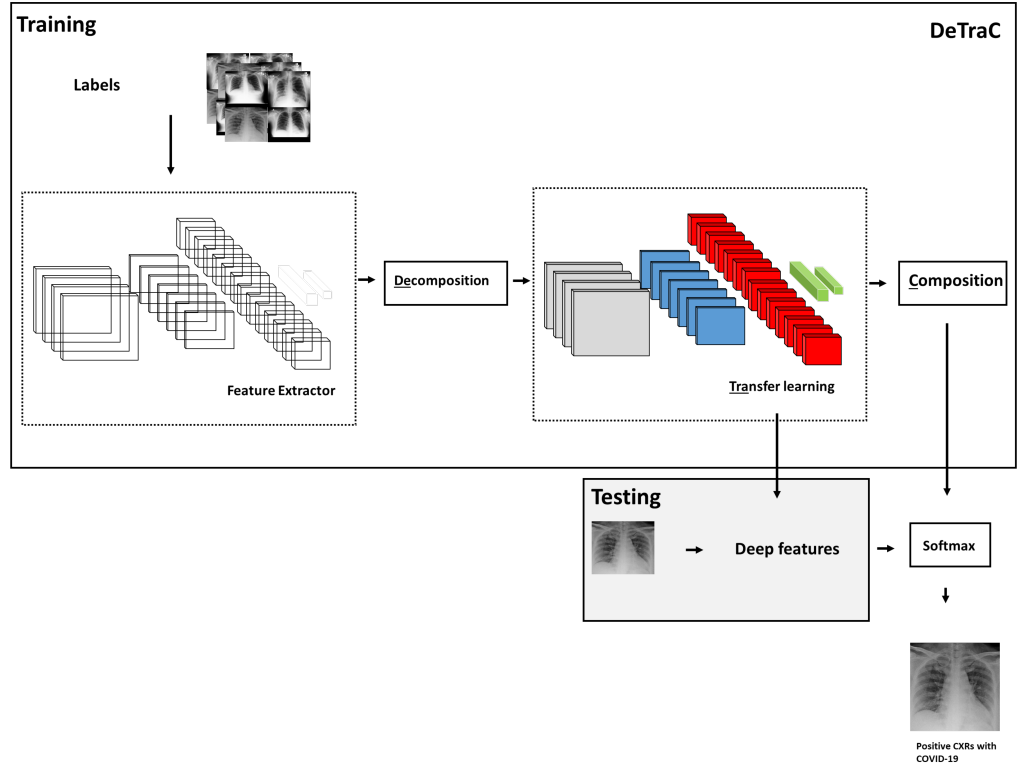 Training
DeTraC
Labels
Feature Extractor
Decomposition
Transfer learning
Composition
Testing
Deep features
Softmax
Positive CXRs with
COVID-19